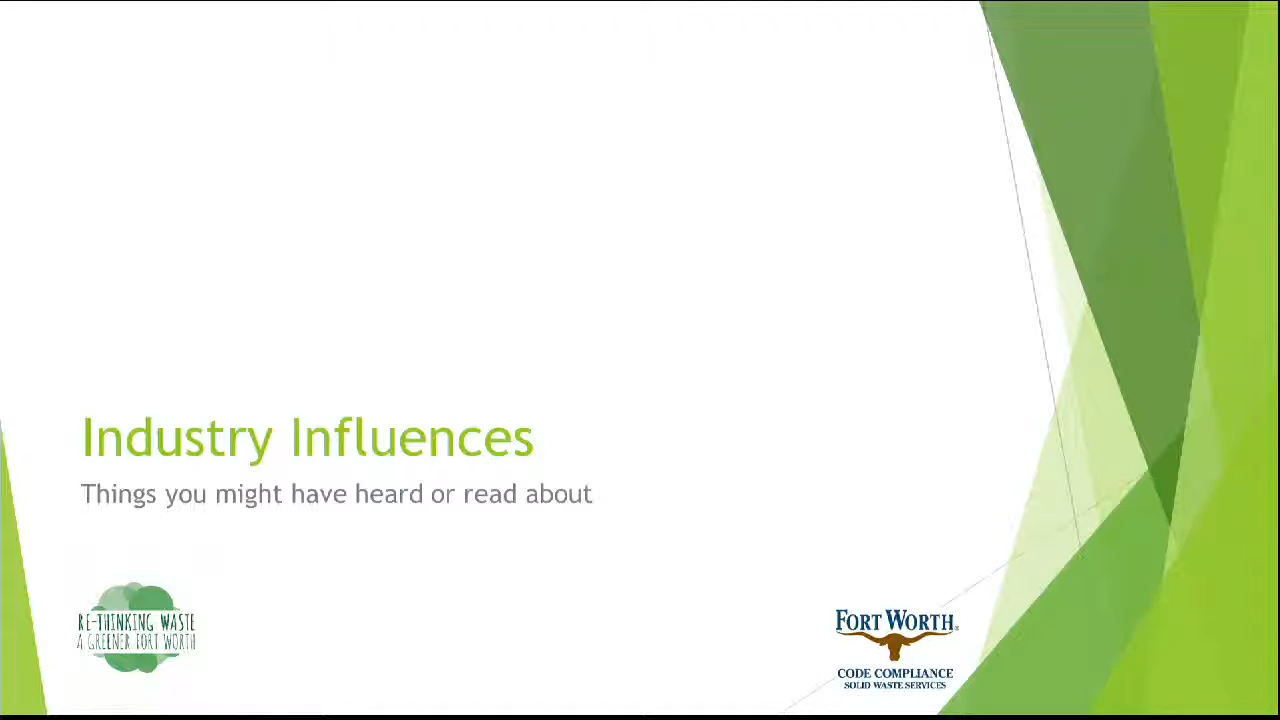 Industry Influences
Things you might have heard or read about
RE-THINKING WASTE
A GREENER FORT WORTH
FORT WORTH®
CODE COMPLIANCE
SOLID WASTE SERVICES